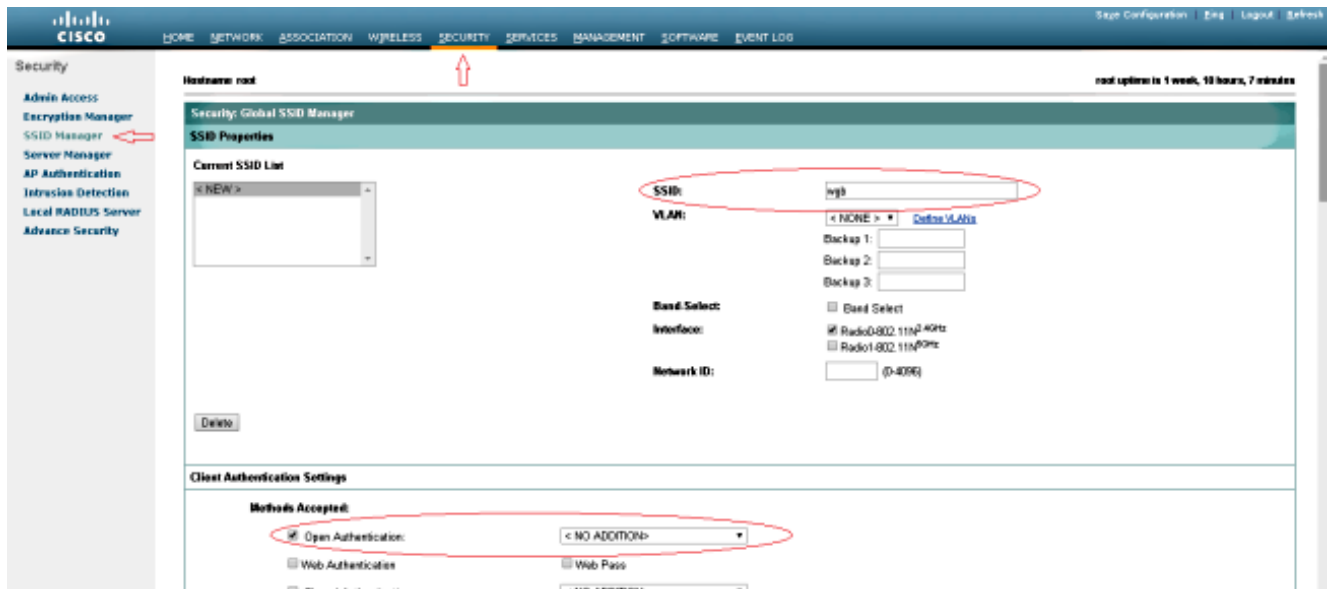 Save Configuration | Ping | Logout | Refresh
CISCO
HOME NETWORK ASSOCIATION WIRELESS SECURITY SERVICES MANAGEMENT SOFTWARE EVENT LOG
Security
Admin Access
Encryption Manager
SSID Manager
Server Manager
AP Authentication
Intrusion Detection
Local RADIUS Server
Advance Security
Hostname root
root uptime is 1 week, 10 hours, 7 minutes
Security: Global SSID Manager
SSID Properties
Current SSID List
< NEW >
SSID: wgb
VLAN: < NONE > Define VLANs
Backup 1:
Backup 2:
Backup 3:
Band-Select: Band Select
Interface: Radio0-802.11N2.4GHz
Radio1-802.11N5GHz
Network ID: (0-4096)
Delete
Client Authentication Settings
Methods Accepted:
Open Authentication: < NO ADDITION>
Web Authentication Web Pass